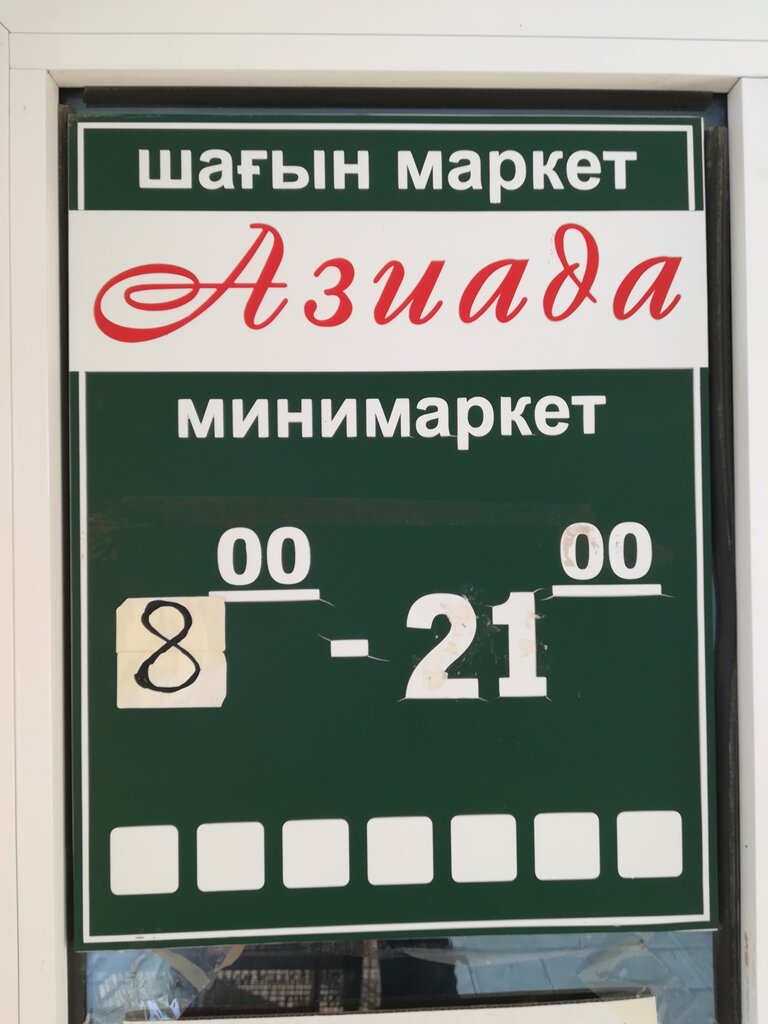 шағын маркет
Азиада
минимаркет
8 00 - 21 00